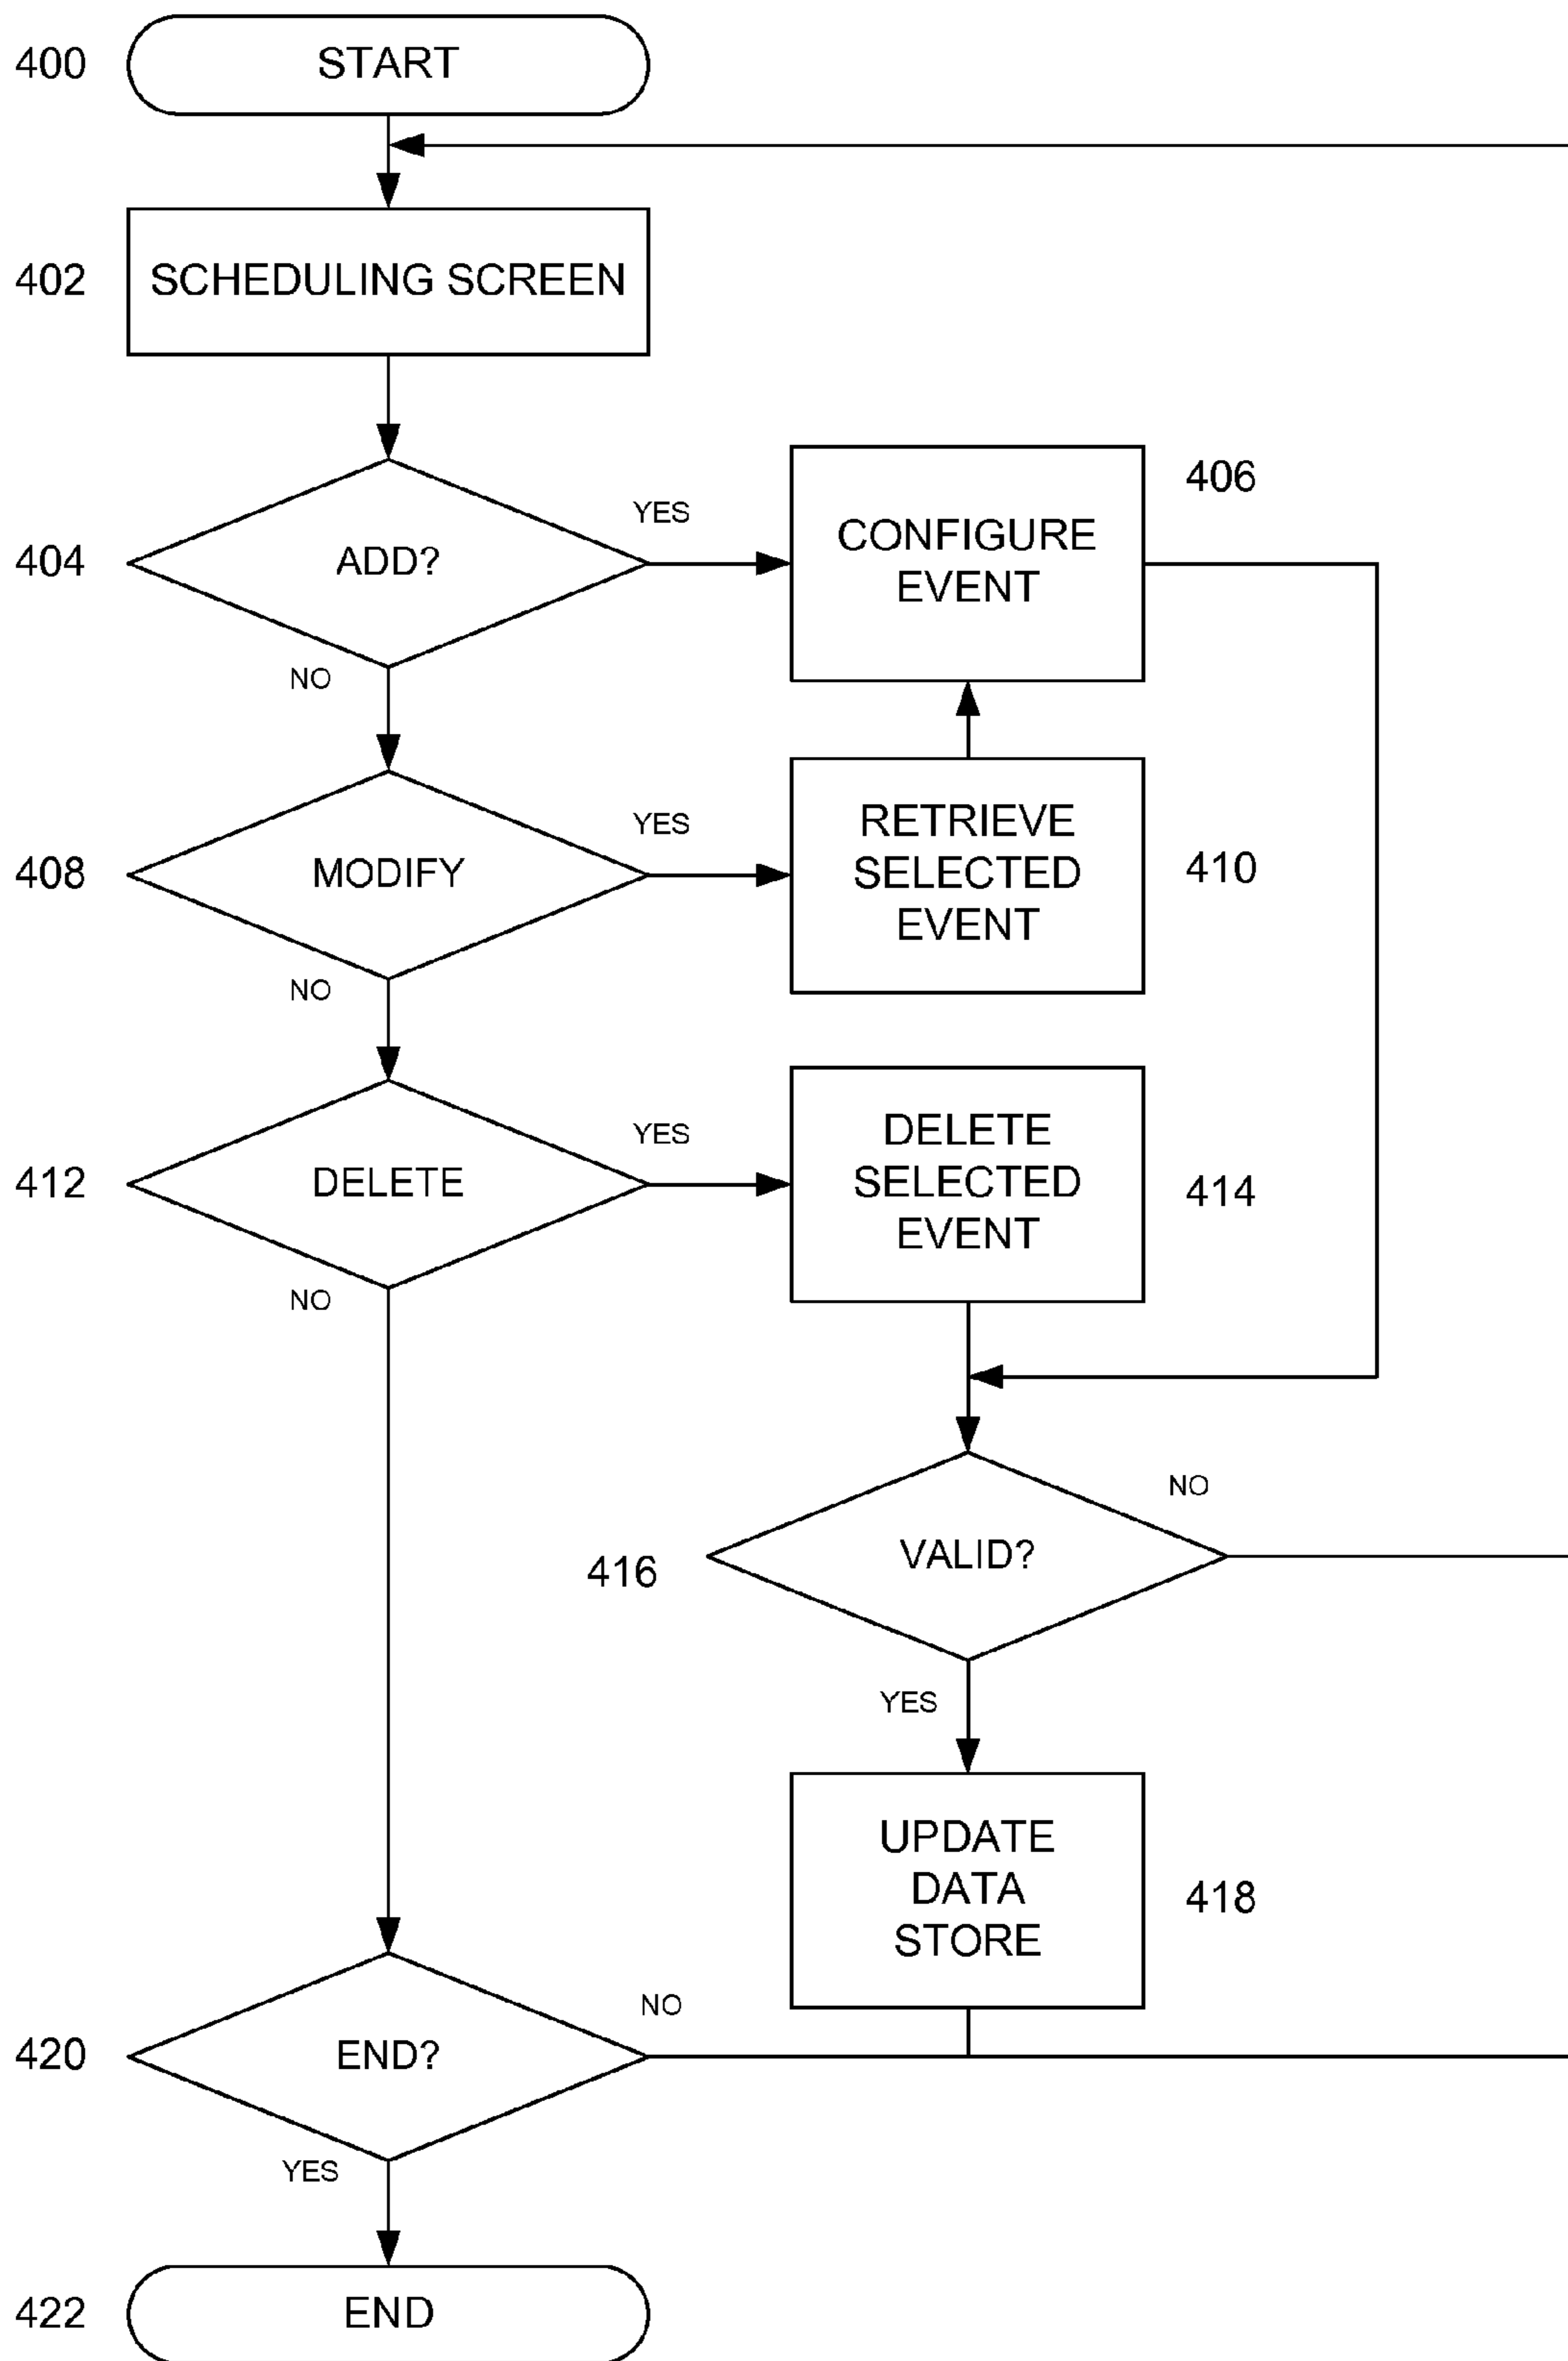 400
START
402
SCHEDULING SCREEN
404
ADD?
YES
NO
CONFIGURE
EVENT
406
408
MODIFY
YES
NO
RETRIEVE
SELECTED
EVENT
410
412
DELETE
YES
NO
DELETE
SELECTED
EVENT
414
416
VALID?
NO
YES
UPDATE
DATA
STORE
418
420
END?
NO
YES
422
END